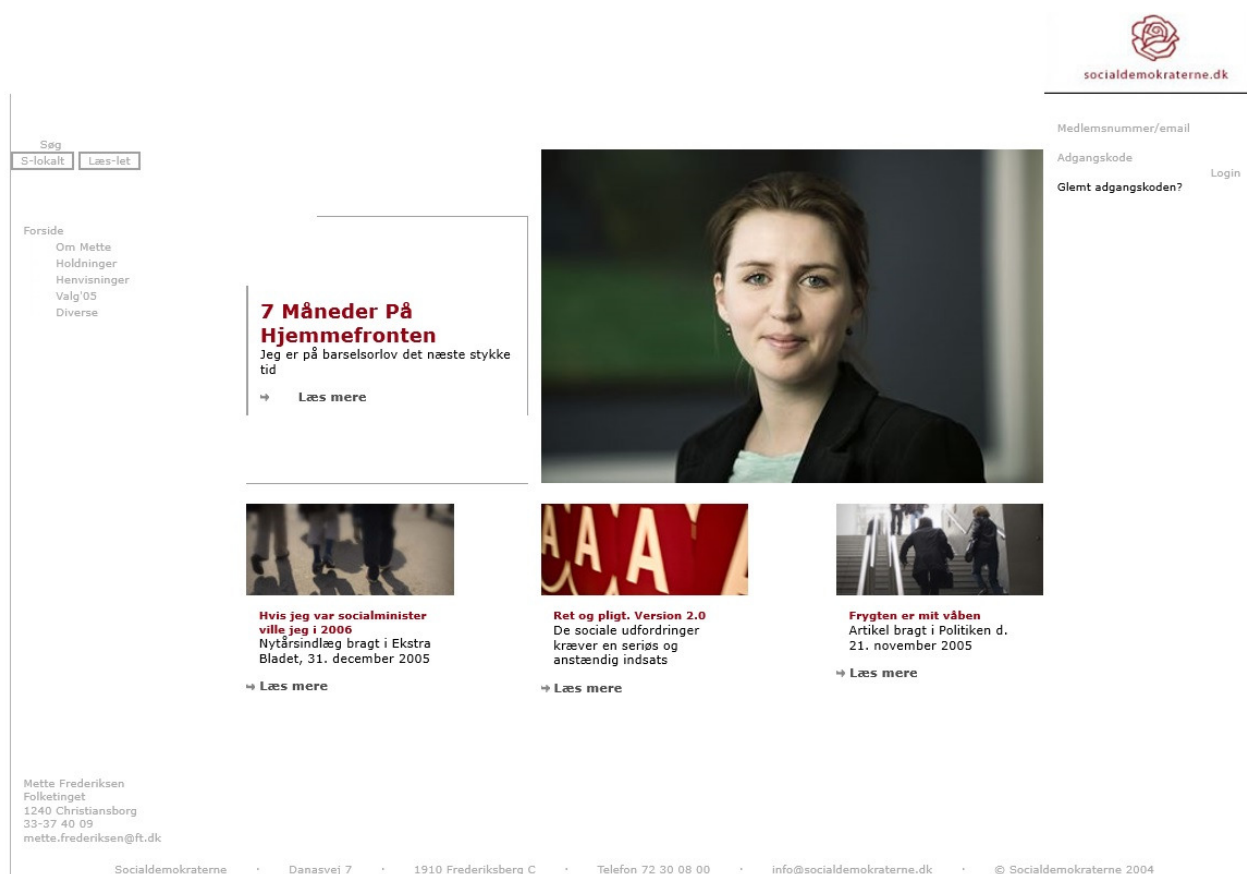 socialdemokraterne.dk
Medlemsnummer/email
Adgangskode
Login
Glemt adgangskoden?
Søg
S-lokalt
Læs-let
Forside
Om Mette
Holdninger
Henvisninger
Valg'05
Diverse
7 Måneder På
Hjemmefronten
Jeg er på barselsorlov det næste stykke
tid
Læs mere
A A A A
Hvis jeg var socialminister
ville jeg i 2006
Nytårsindlæg bragt i Ekstra
Bladet, 31. december 2005
Læs mere
Ret og pligt. Version 2.0
De sociale udfordringer
kræver en seriøs og
anstændig indsats
Læs mere
Frygten er mit våben
Artikel bragt i Politiken d.
21. november 2005
Læs mere
Mette Frederiksen
Folketinget
1240 Christiansborg
33-37 40 09
mette.frederiksen@ft.dk
Socialdemokraterne · Danasvej 7 · 1910 Frederiksberg C · Telefon 72 30 08 00 · info@socialdemokraterne.dk · © Socialdemokraterne 2004